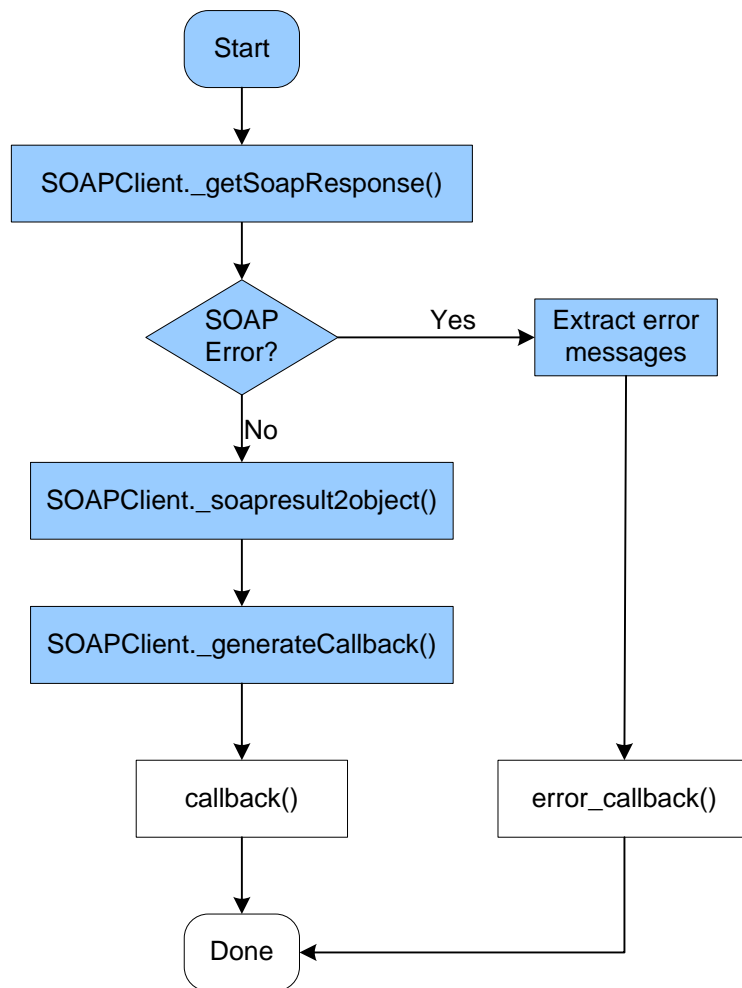 Start
SOAPClient._getSoapResponse()
SOAP
Error?
Yes
Extract error
messages
No
SOAPClient._soapresult2object()
SOAPClient._generateCallback()
callback()
error_callback()
Done